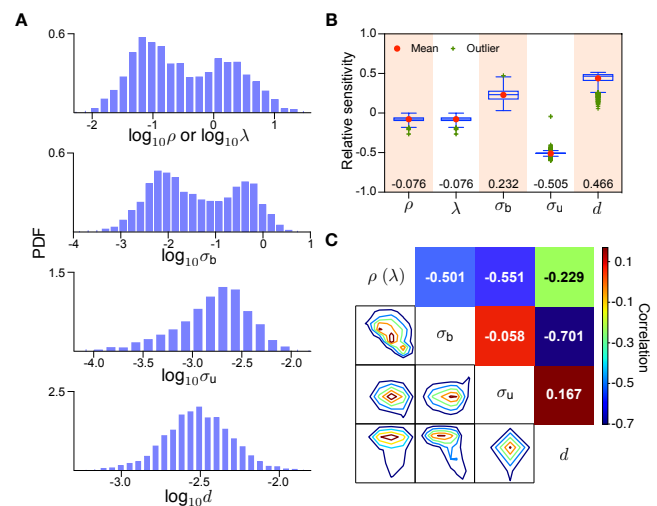 A
PDF
0.6
-2
-1
0
1
log10ρ or log10λ
0.6
-4
-3
-2
-1
0
1
log10σb
1.5
-4.0
-3.5
-3.0
-2.5
-2.0
log10σu
2.5
-3.0
-2.5
-2.0
log10d
B
Relative sensitivity
1.0
0.5
0
-0.5
-1.0
Mean
Outlier
-0.076
-0.076
0.232
-0.505
0.466
ρ
λ
σb
σu
d
C
ρ (λ)
-0.501
-0.551
-0.229
σb
-0.058
-0.701
σu
0.167
d
0.1
-0.1
-0.3
-0.5
-0.7
Correlation